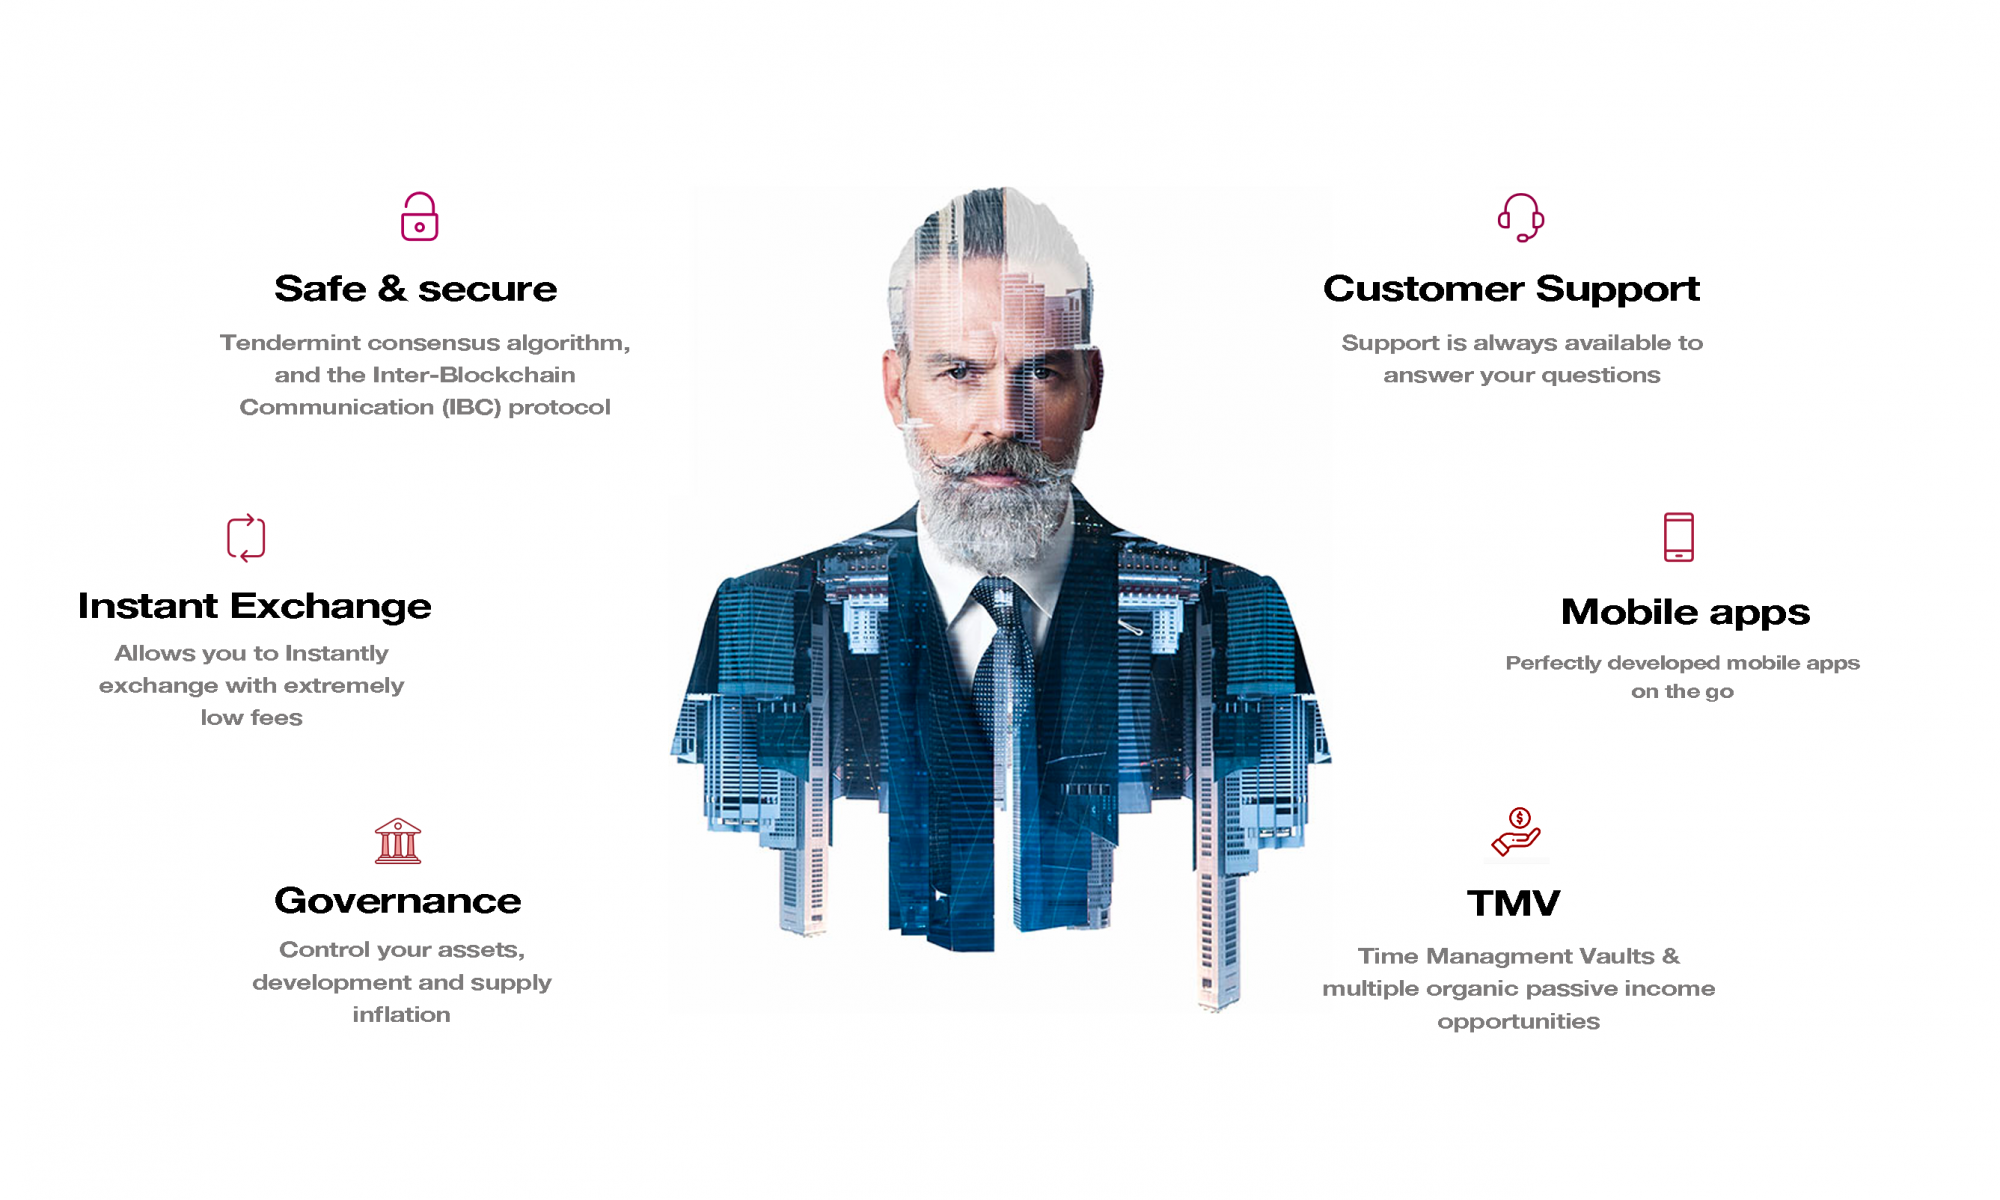 Safe & secure
Tendermint consensus algorithm,
and the Inter-Blockchain
Communication (IBC) protocol
Customer Support
Support is always available to
answer your questions
Instant Exchange
Allows you to Instantly
exchange with extremely
low fees
Mobile apps
Perfectly developed mobile apps
on the go
Governance
Control your assets,
development and supply
inflation
TMV
Time Managment Vaults &
multiple organic passive income
opportunities